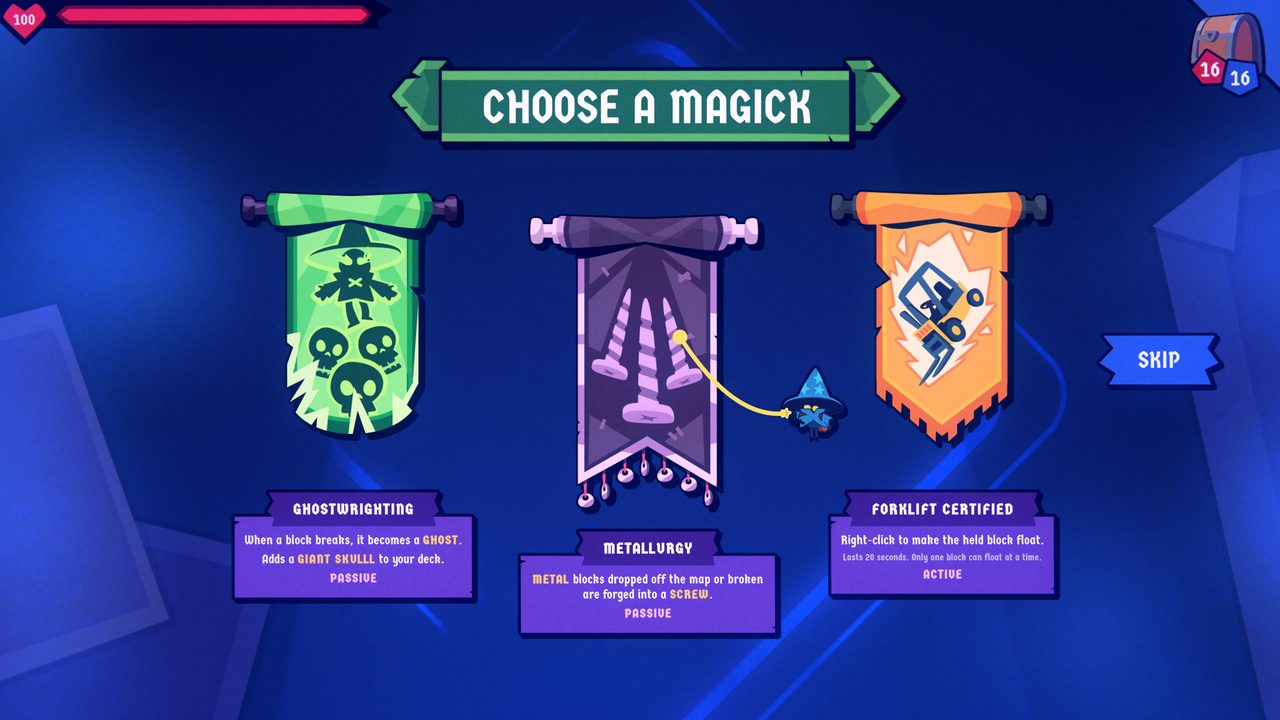 100
16
16
CHOOSE A MAGICK
SKIP
GHOSTWRIGHTING
When a block breaks, it becomes a GHOST.
Adds a GIANT SKULLL to your deck.
PASSIVE
METALLURGY
METAL blocks dropped off the map or broken
are forged into a SCREW.
PASSIVE
FORKLIFT CERTIFIED
Right-click to make the held block float.
Lasts 20 seconds. Only one block can float at a time.
ACTIVE